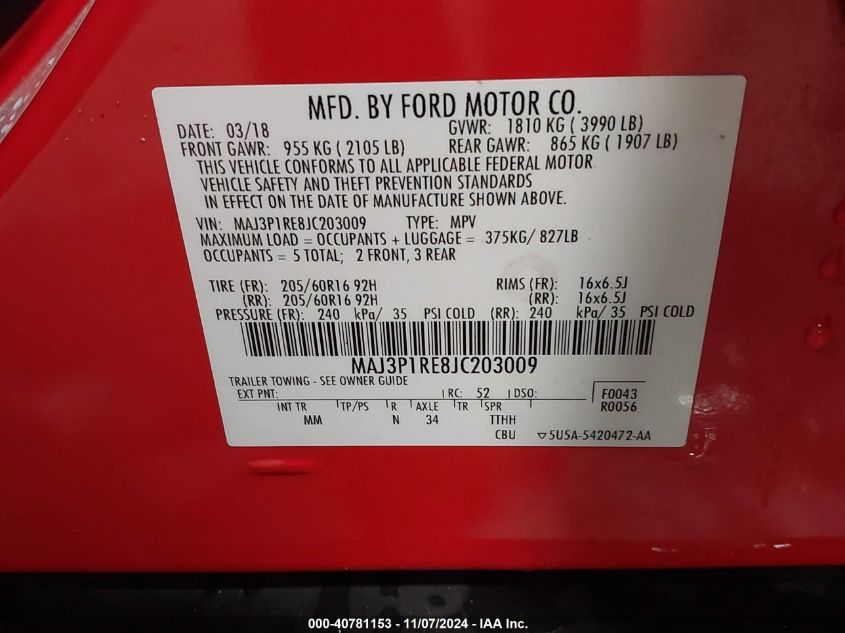 MFD. BY FORD MOTOR CO.
DATE: 03/18 GVWR: 1810 KG ( 3990 LB)
FRONT GAWR: 955 KG ( 2105 LB) REAR GAWR: 865 KG ( 1907 LB)
THIS VEHICLE CONFORMS TO ALL APPLICABLE FEDERAL MOTOR
VEHICLE SAFETY AND THEFT PREVENTION STANDARDS
IN EFFECT ON THE DATE OF MANUFACTURE SHOWN ABOVE.
VIN: MAJ3P1RE8JC203009 TYPE: MPV
MAXIMUM LOAD = OCCUPANTS + LUGGAGE = 375KG/ 827LB
OCCUPANTS = 5 TOTAL; 2 FRONT, 3 REAR
TIRE (FR): 205/60R16 92H RIMS (FR): 16x6.5J
(RR): 205/60R16 92H (RR): 16x6.5J
PRESSURE (FR): 240 kPa/ 35 PSI COLD (RR): 240 kPa/ 35 PSI COLD
MAJ3P1RE8JC203009
TRAILER TOWING - SEE OWNER GUIDE
EXT PNT: RC: 52 DSO: F0043
R0056
INT TR TP/PS R AXLE TR SPR
MM N 34 TTHH
CBU ▽5U5A-5420472-AA
000-40781153 - 11/07/2024 - IAA Inc.